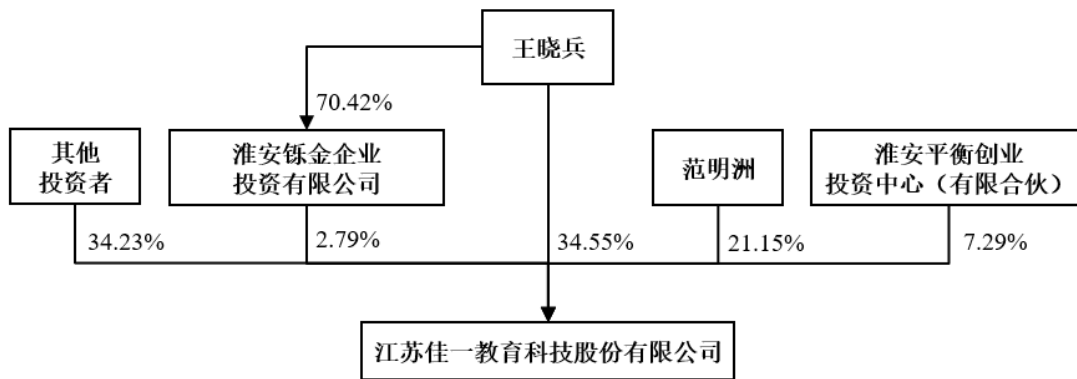 王晓兵
70.42%
其他
投资者
淮安铄金企业
投资有限公司
范明洲
淮安平衡创业
投资中心（有限合伙）
34.23%
2.79%
34.55%
21.15%
7.29%
江苏佳一教育科技股份有限公司